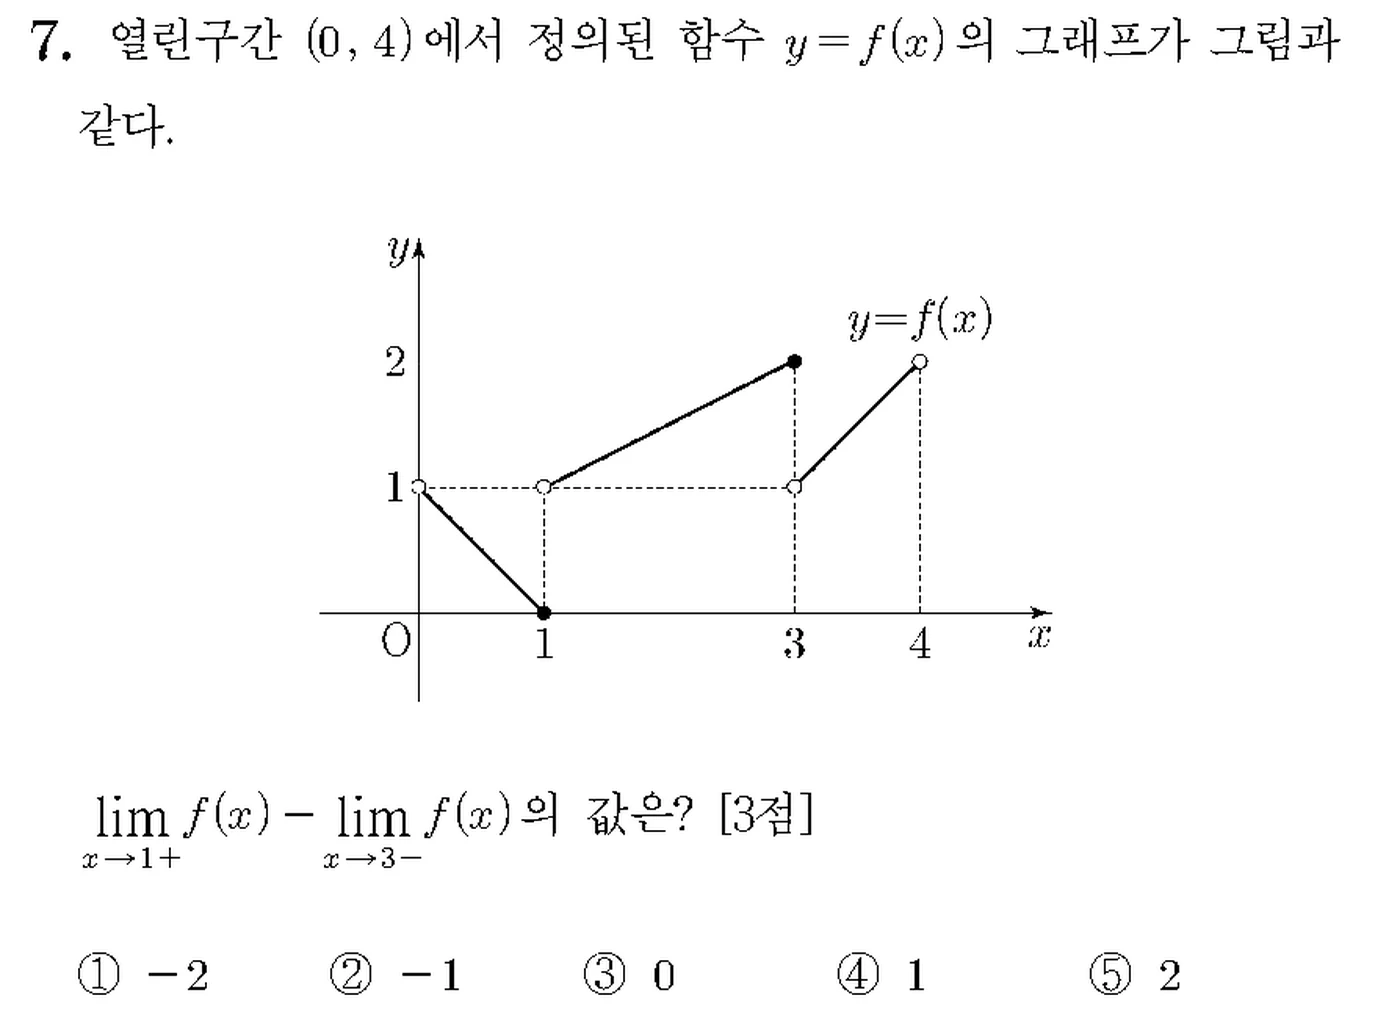 7. 열린구간 (0, 4)에서 정의된 함수 y=f(x)의 그래프가 그림과
같다.
y
y=f(x)
2
1
O 1 3 4 x
lim f(x)− lim f(x)의 값은? [3점]
x→1+ x→3−
① −2 ② −1 ③ 0 ④ 1 ⑤ 2